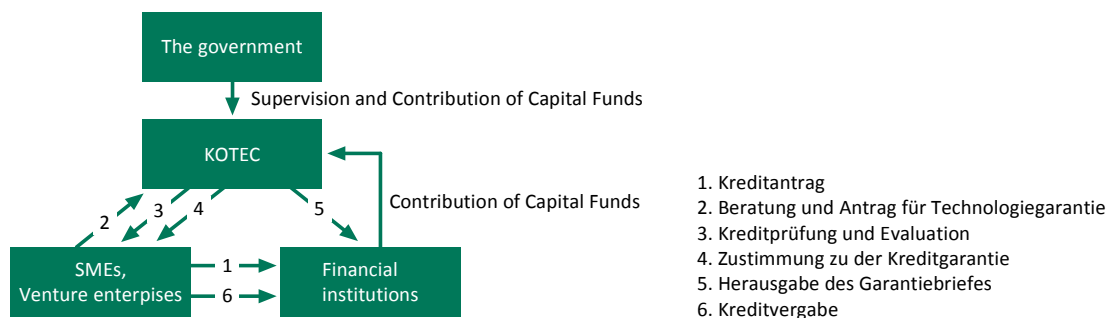 The government
Supervision and Contribution of Capital Funds
KOTEC
2
3
4
5
Contribution of Capital Funds
SMEs,
Venture enterpises
1
6
Financial
institutions
1. Kreditantrag
2. Beratung und Antrag für Technologiegarantie
3. Kreditprüfung und Evaluation
4. Zustimmung zu der Kreditgarantie
5. Herausgabe des Garantiebriefes
6. Kreditvergabe